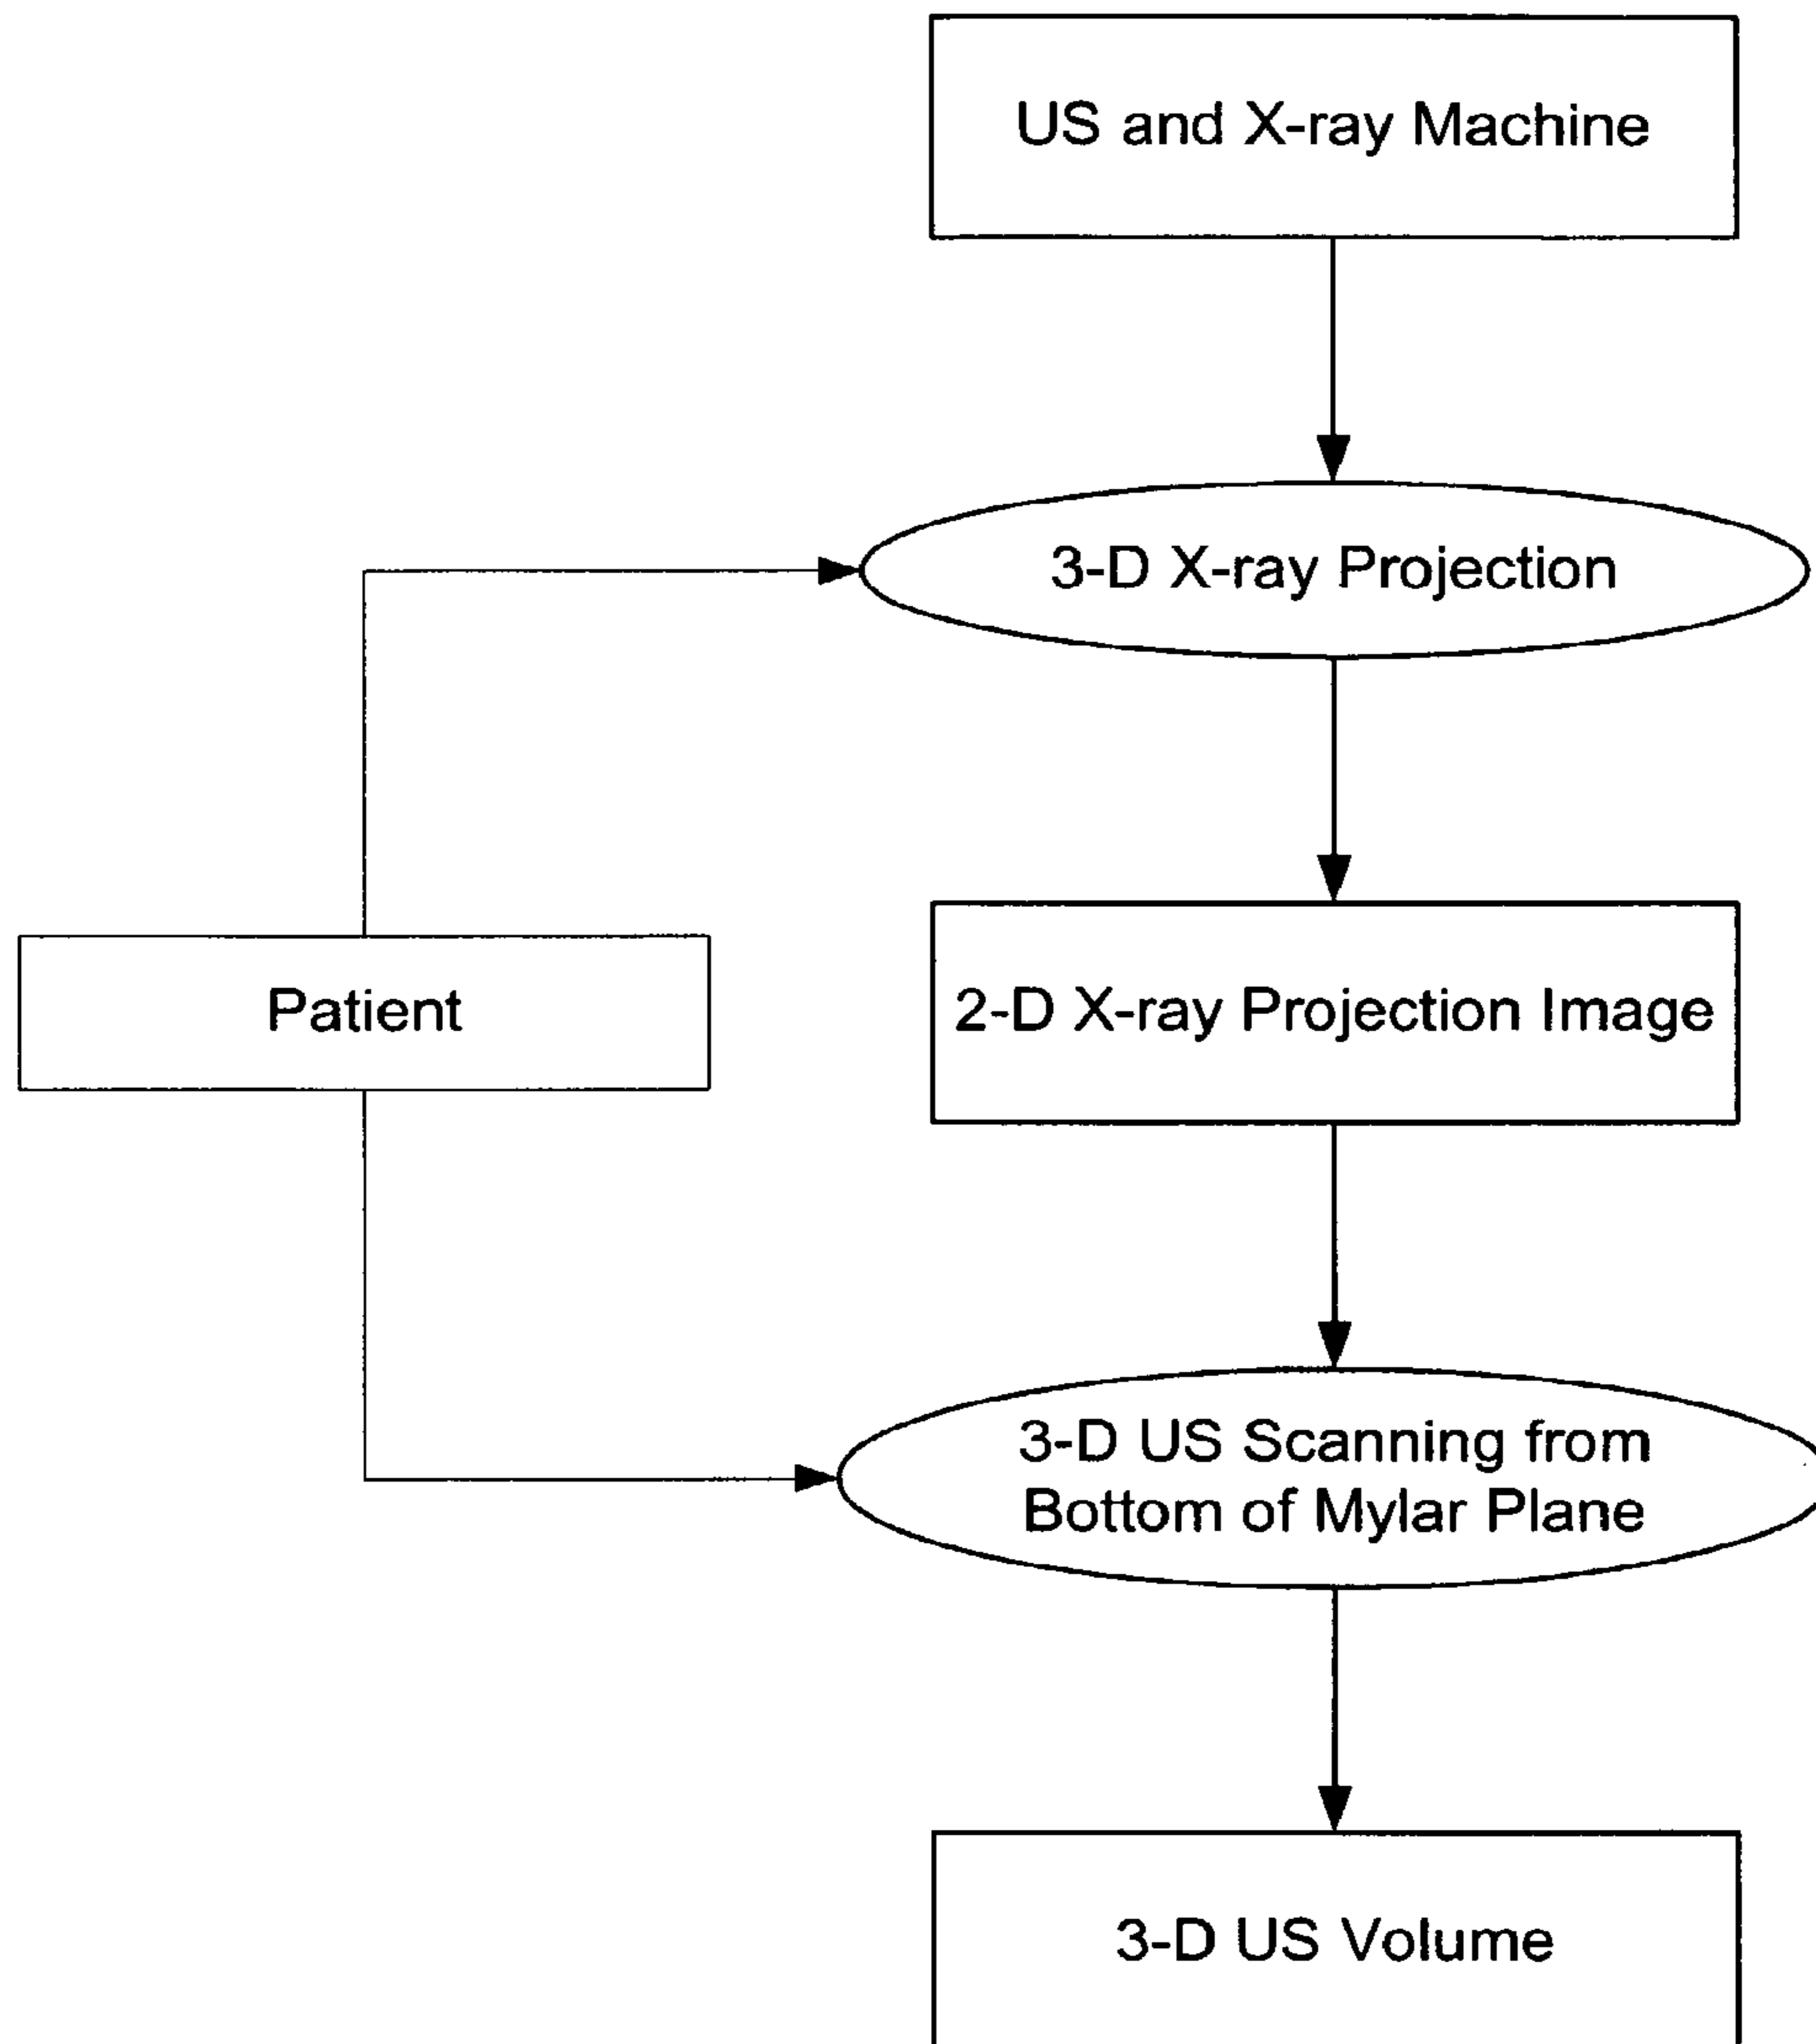 US and X-ray Machine
3-D X-ray Projection
Patient
2-D X-ray Projection Image
3-D US Scanning from
Bottom of Mylar Plane
3-D US Volume